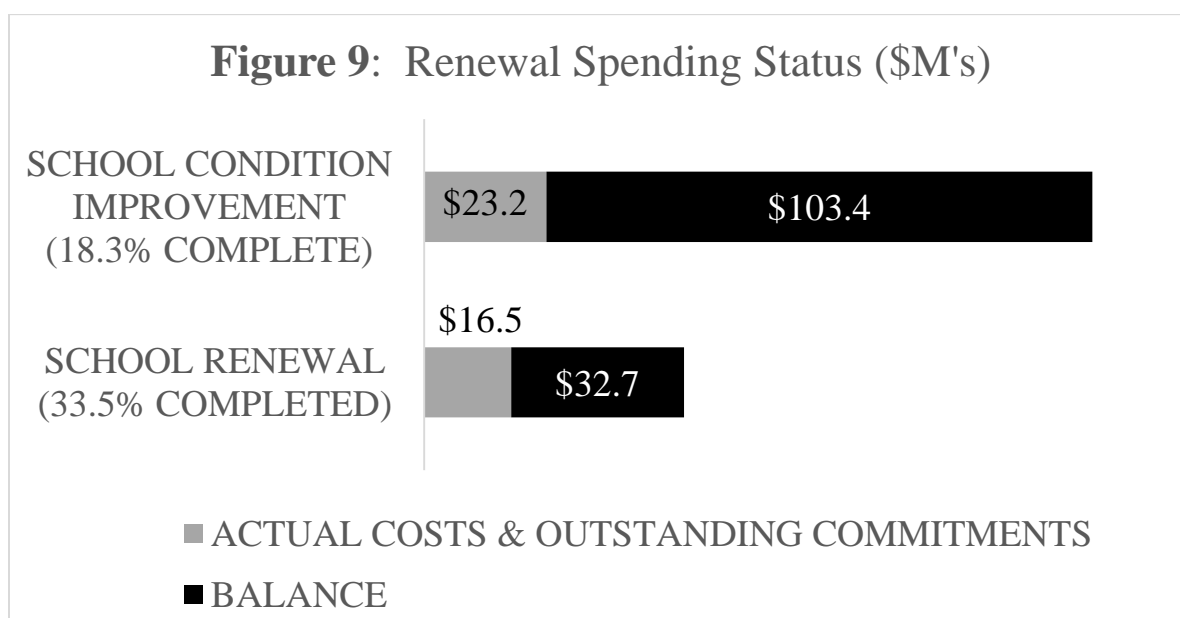 Figure 9: Renewal Spending Status ($M's)
SCHOOL CONDITION
IMPROVEMENT
(18.3% COMPLETE)
$23.2
$103.4
$16.5
SCHOOL RENEWAL
(33.5% COMPLETED)
$32.7
ACTUAL COSTS & OUTSTANDING COMMITMENTS
BALANCE